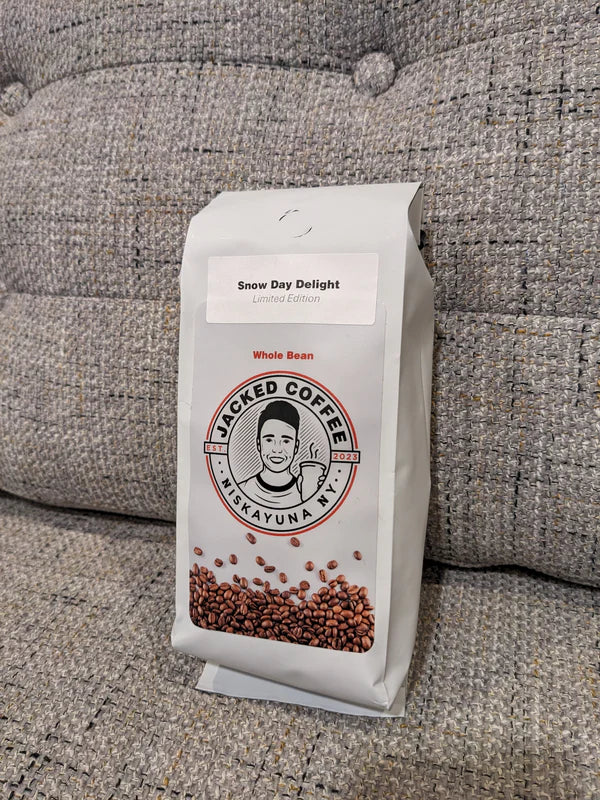 Snow Day Delight
Limited Edition
Whole Bean
JACKED COFFEE
EST. 2023
NISKAYUNA NY